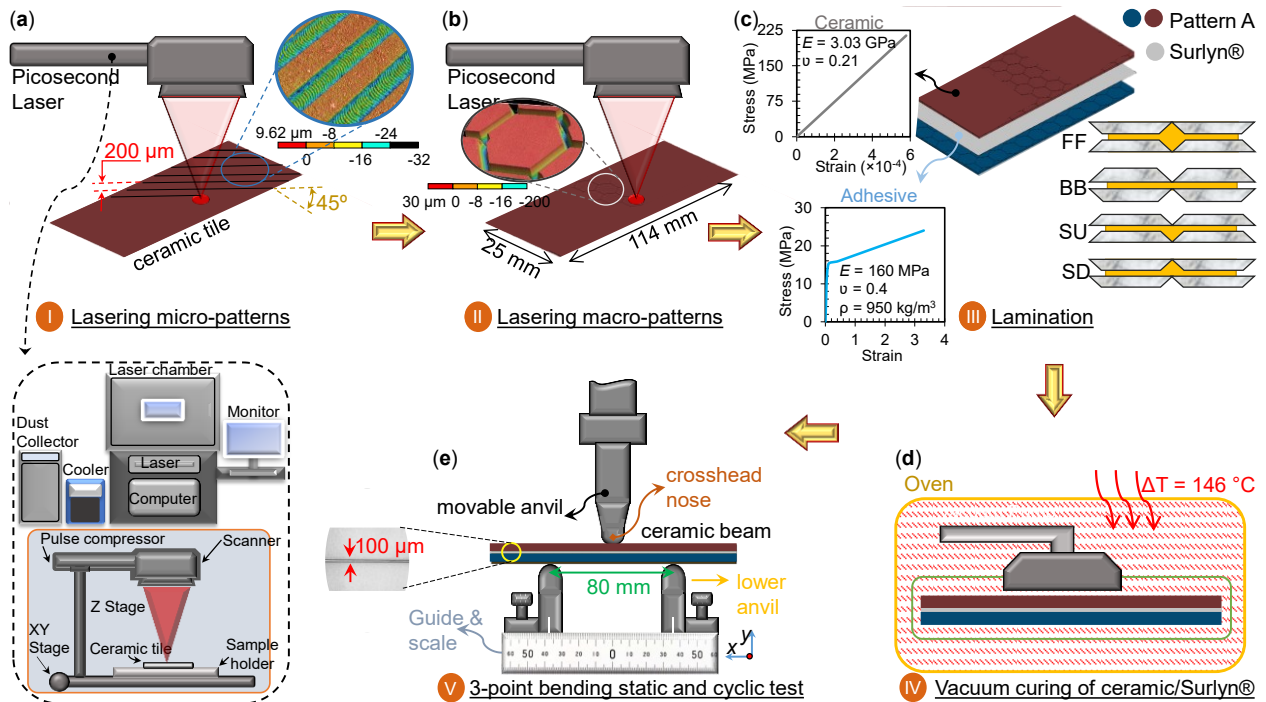 (a)
Picosecond
Laser
9.62 µm -8 -24
0 -16 -32
200 µm
45º
ceramic tile
I Lasering micro-patterns
(b)
Picosecond
Laser
30 µm 0 -8 -16 -200
25 mm
114 mm
II Lasering macro-patterns
(c)
Ceramic
E = 3.03 GPa
υ = 0.21
Stress (MPa)
225
150
75
0
0 2 4 6
Strain (×10⁻⁴)
Adhesive
E = 160 MPa
υ = 0.4
ρ = 950 kg/m³
Stress (MPa)
30
20
10
0
0 1 2 3 4
Strain
Pattern A
Surlyn®
FF
BB
SU
SD
III Lamination
Laser chamber
Monitor
Dust
Collector
Cooler
Laser
Computer
Pulse compressor
Scanner
Z Stage
XY
Stage
Ceramic tile
Sample
holder
(e)
crosshead
nose
movable anvil
ceramic beam
100 µm
80 mm
lower
anvil
Guide &
scale
60 50 40 30 20 10 0 10 20 30 40 50 60
y
x
V 3-point bending static and cyclic test
(d)
Oven
ΔT = 146 °C
IV Vacuum curing of ceramic/Surlyn®